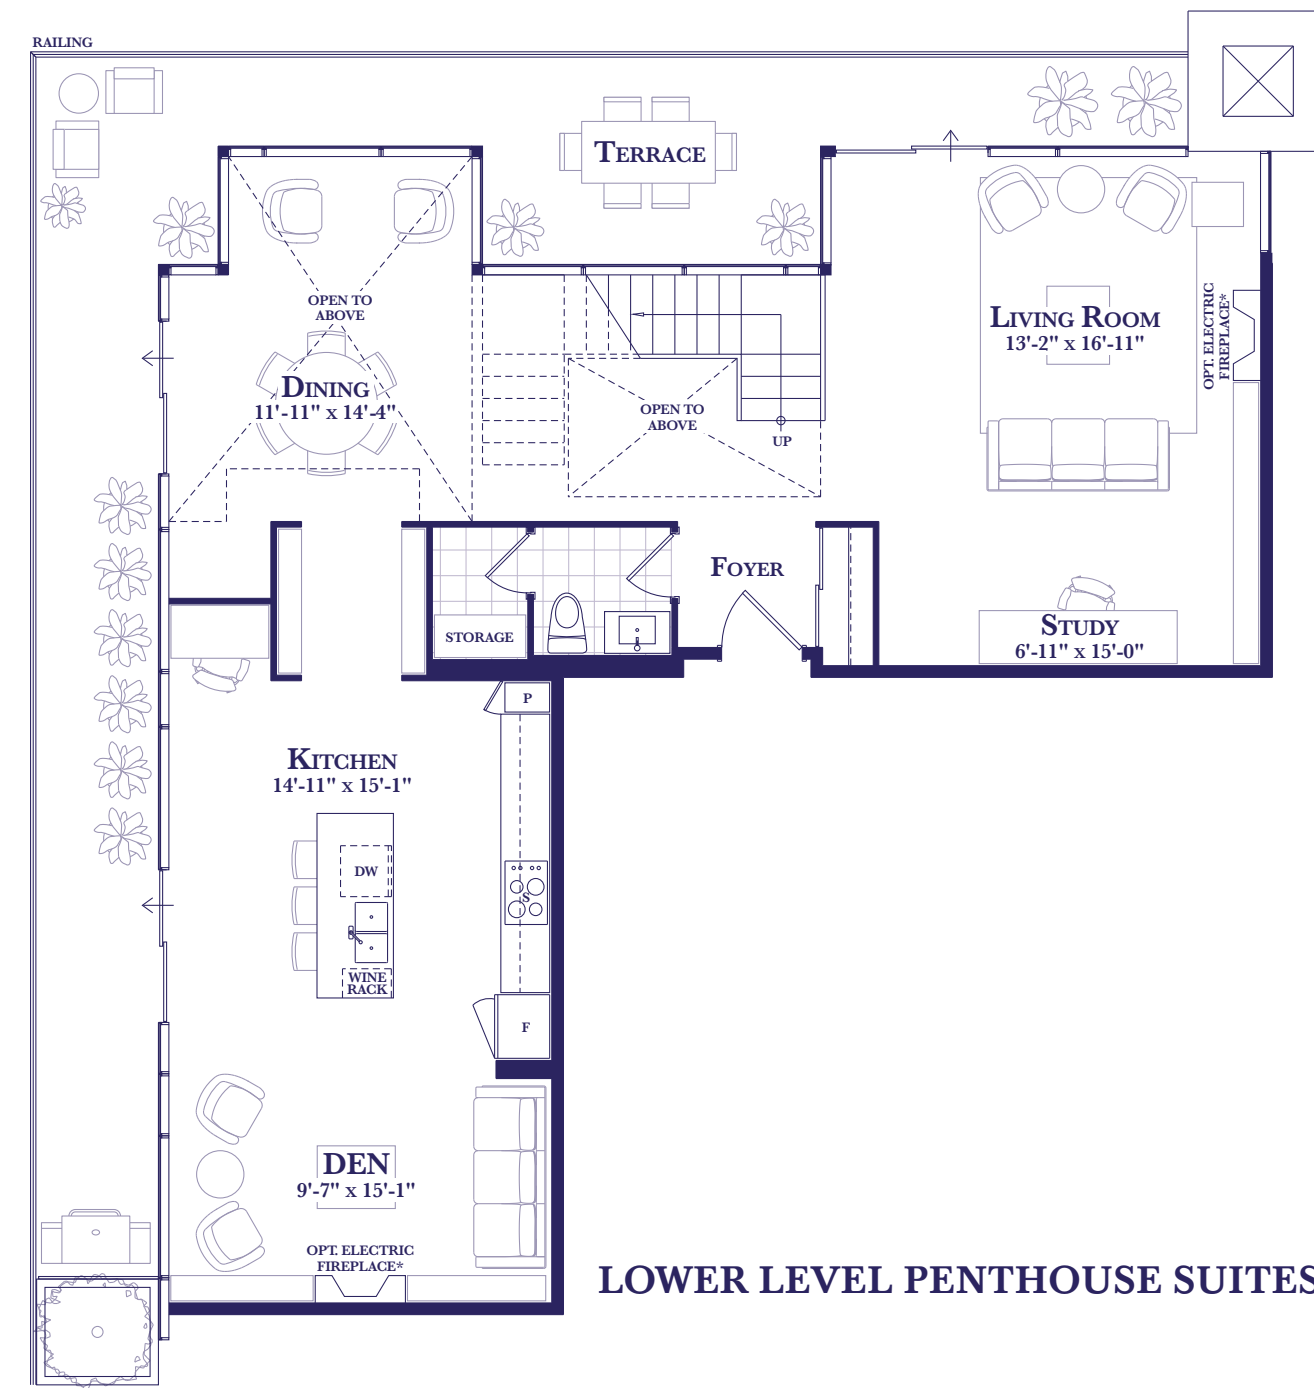 RAILING
TERRACE
OPEN TO
ABOVE
LIVING ROOM
13'-2" X 16'-11"
OPT. ELECTRIC
FIREPLACE*
DINING
11'-11" X 14'-4"
OPEN TO
ABOVE
UP
FOYER
STORAGE
STUDY
6'-11" X 15'-0"
P
KITCHEN
14'-11" X 15'-1"
DW
S
WINE
RACK
F
DEN
9'-7" X 15'-1"
OPT. ELECTRIC
FIREPLACE*
LOWER LEVEL PENTHOUSE SUITES